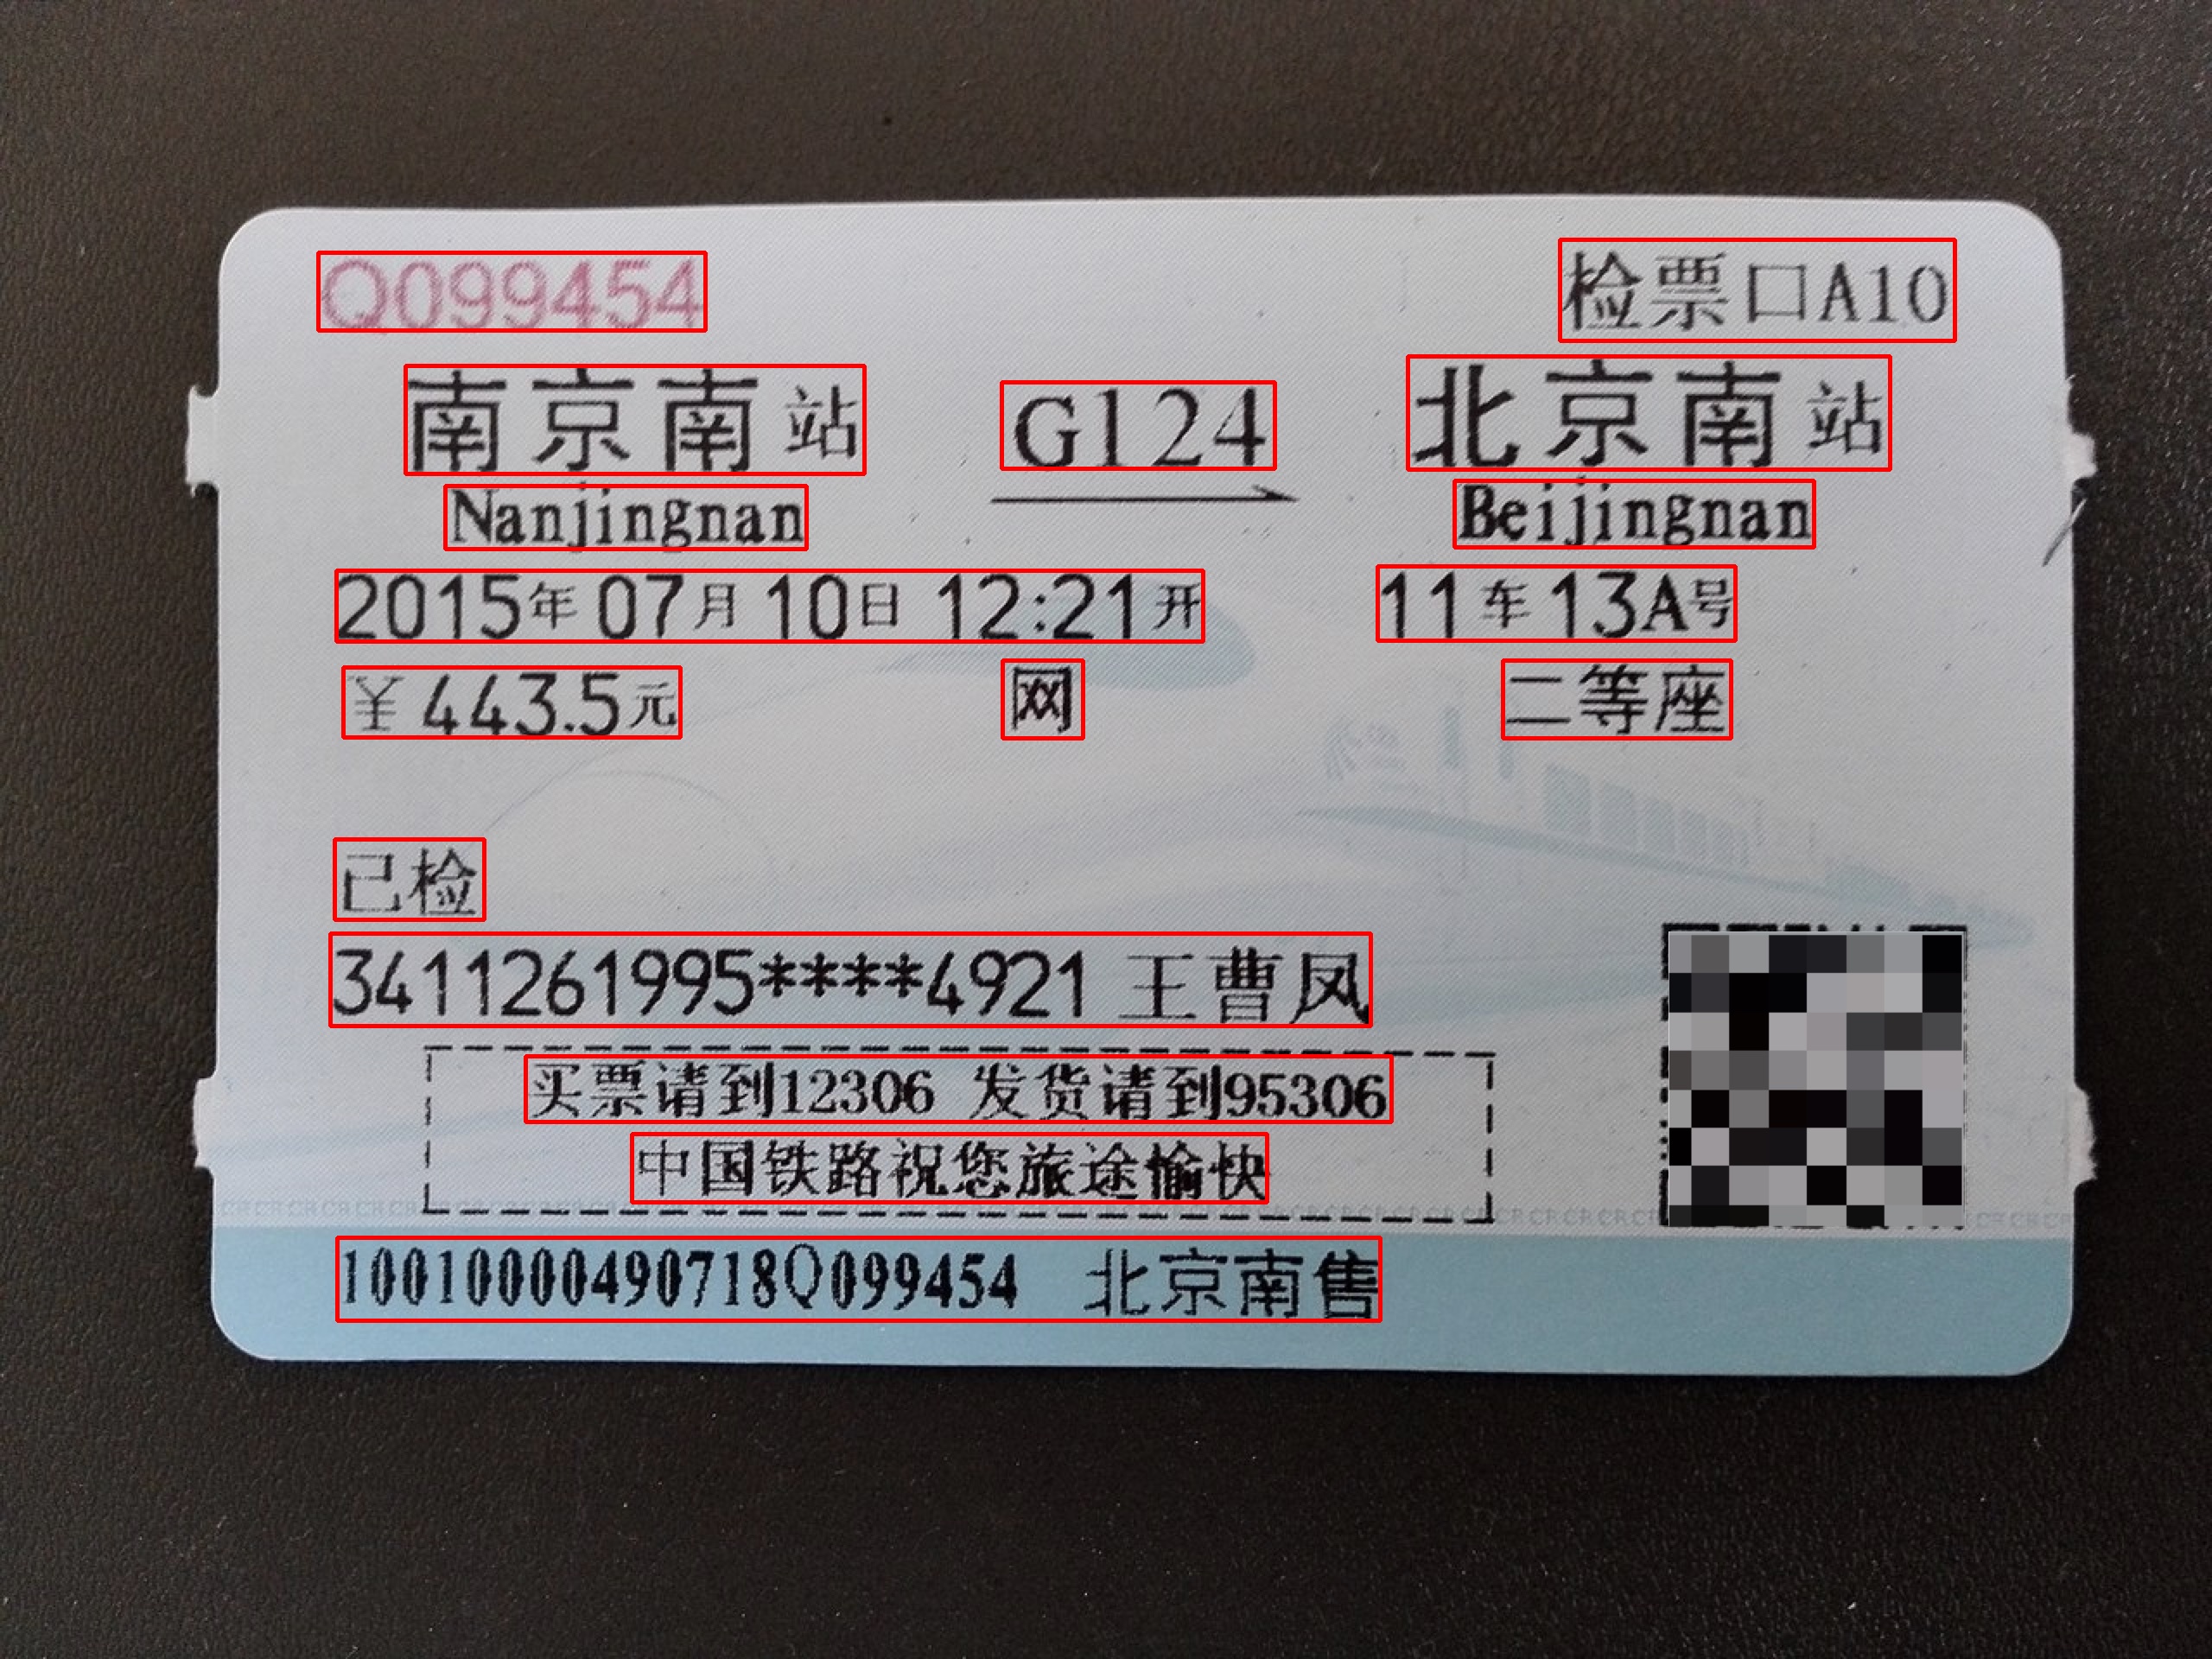 Q099454 检票口A10
南京南站 G124 北京南站
Nanjingnan Beijingnan
2015年07月10日 12:21开 11车13A号
￥443.5元 网 二等座
已检
3411261995****4921 王曹凤
买票请到12306 发货请到95306
中国铁路祝您旅途愉快
10010000490718Q099454 北京南售